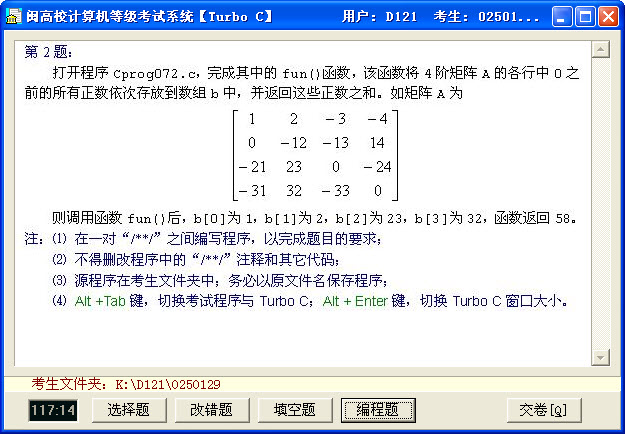 闽高校计算机等级考试系统【Turbo C】 用户：D121 考生：02501...
第 2 题：
打开程序 Cprog072.c，完成其中的 fun()函数，该函数将 4 阶矩阵 A 的各行中 0 之
前的所有正数依次存放到数组 b 中，并返回这些正数之和。如矩阵 A 为
1 2 －3 －4
0 －12 －13 14
－21 23 0 －24
－31 32 －33 0
则调用函数 fun()后，b[0]为 1，b[1]为 2，b[2]为 23，b[3]为 32，函数返回 58。
注：⑴ 在一对“/**/”之间编写程序，以完成题目的要求；
⑵ 不得删改程序中的“/**/”注释和其它代码；
⑶ 源程序在考生文件夹中；务必以原文件名保存程序；
⑷ Alt +Tab 键，切换考试程序与 Turbo C；Alt + Enter 键，切换 Turbo C 窗口大小。
考生文件夹：K:\D121\0250129
117:14 选择题 改错题 填空题 编程题 交卷[Q]